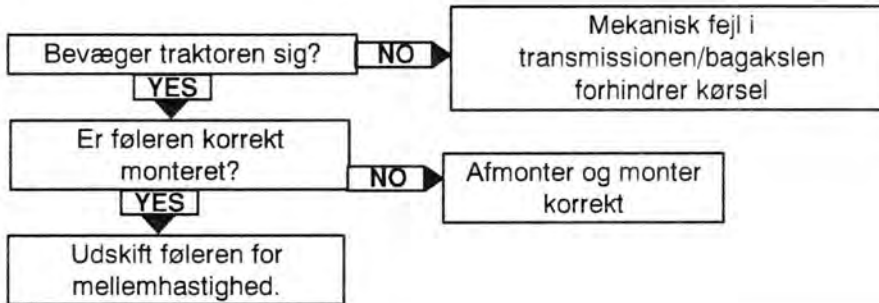 Bevæger traktoren sig?
NO
Mekanisk fejl i
transmissionen/bagakslen
forhindrer kørsel
YES
Er føleren korrekt
monteret?
NO
Afmonter og monter
korrekt
YES
Udskift føleren for
mellemhastighed.